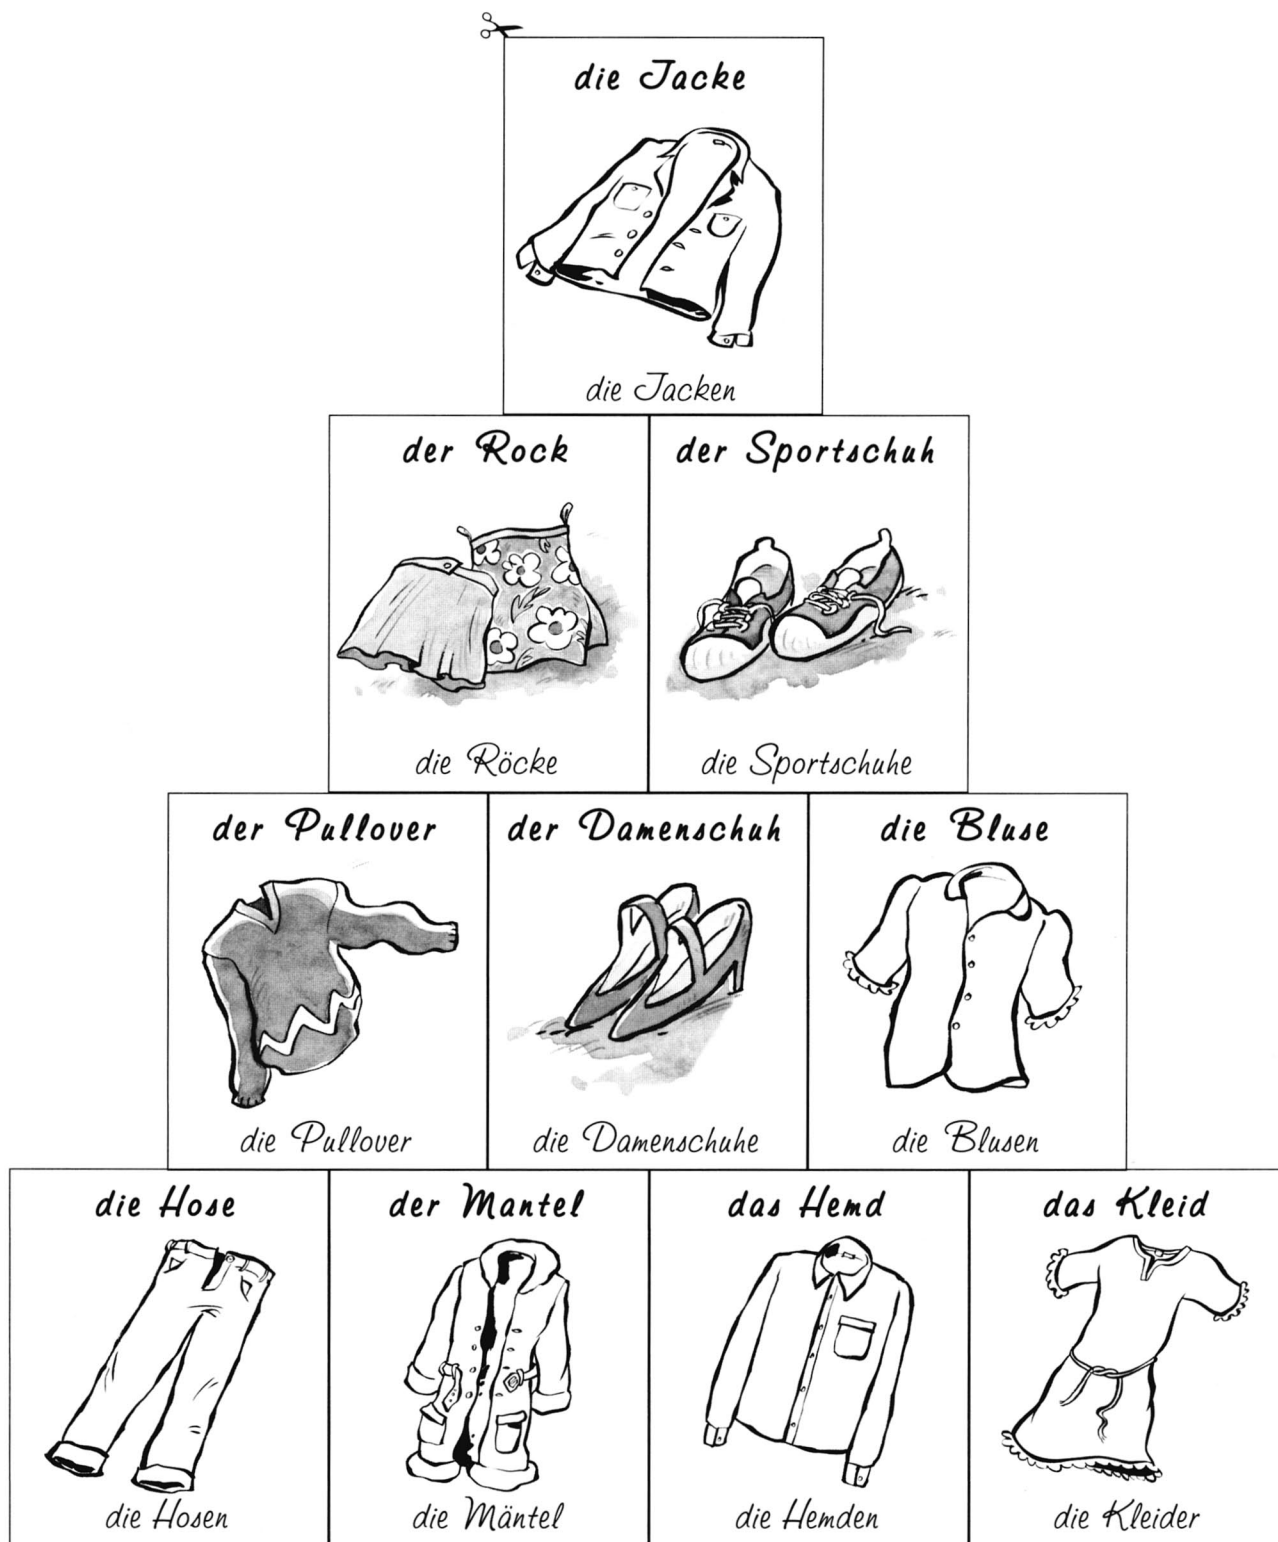 die Jacke
die Jacken
der Rock
der Sportschuh
die Röcke
die Sportschuhe
der Pullover
der Damenschuh
die Bluse
die Pullover
die Damenschuhe
die Blusen
die Hose
der Mantel
das Hemd
das Kleid
die Hosen
die Mäntel
die Hemden
die Kleider